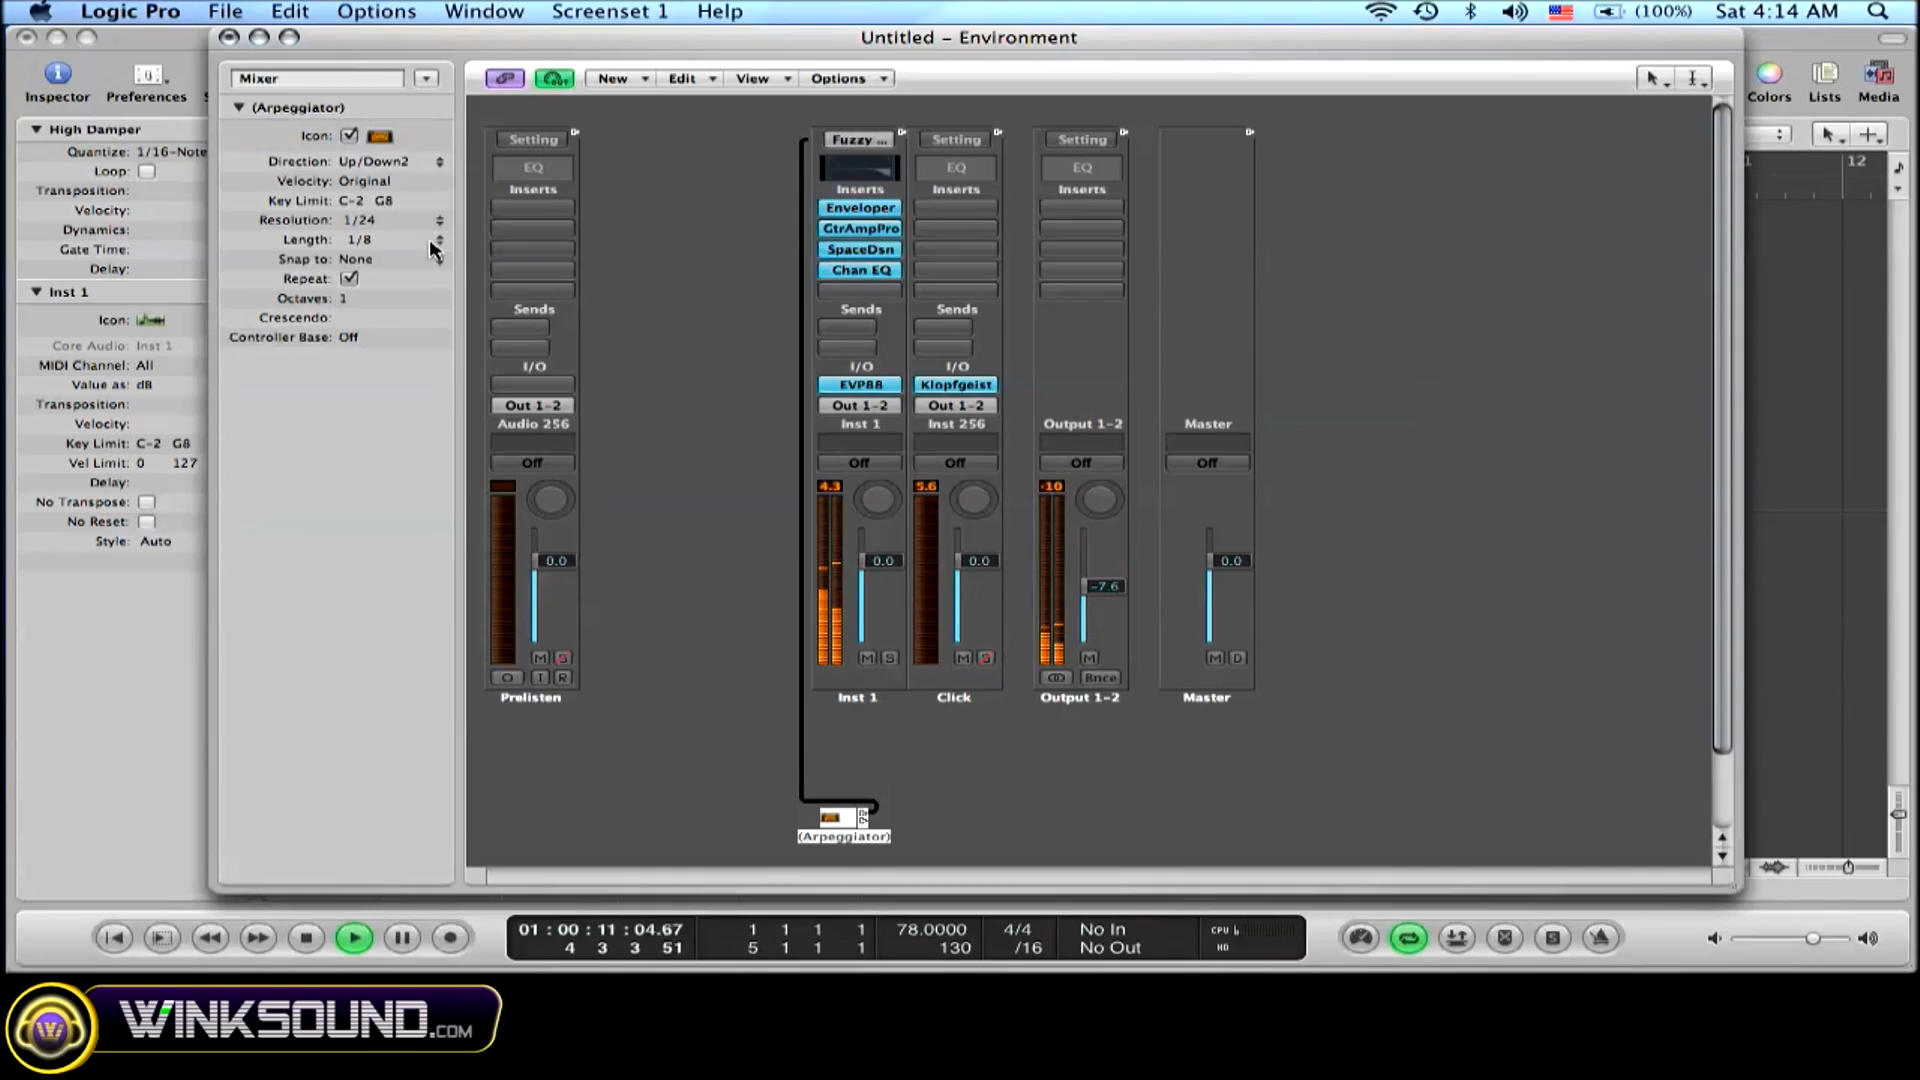 Logic Pro File Edit Options Window Screenset 1 Help (100%) Sat 4:14 AM
Untitled – Environment
Inspector Preferences
Colors Lists Media
Mixer
New Edit View Options
(Arpeggiator)
Icon:
Direction: Up/Down2
Velocity: Original
Key Limit: C-2 G8
Resolution: 1/24
Length: 1/8
Snap to: None
Repeat:
Octaves: 1
Crescendo:
Controller Base: Off
High Damper
Quantize: 1/16-Note
Loop:
Transposition:
Velocity:
Dynamics:
Gate Time:
Delay:
Inst 1
Icon:
Core Audio: Inst 1
MIDI Channel: All
Value as: dB
Transposition:
Velocity:
Key Limit: C-2 G8
Vel Limit: 0 127
Delay:
No Transpose:
No Reset:
Style: Auto
12
Setting Fuzzy ... Setting Setting
EQ EQ EQ
Inserts Inserts Inserts Inserts
Enveloper
GtrAmpPro
SpaceDsn
Chan EQ
Sends Sends Sends
I/O I/O I/O
EVP88 Klopfgeist
Out 1-2 Out 1-2 Out 1-2
Audio 256 Inst 1 Inst 256 Output 1-2 Master
Off Off Off Off Off
4.3 5.6 -10
0.0 0.0 0.0 -7.6 0.0
M S M S M S M M D
I R Bnce
Prelisten Inst 1 Click Output 1-2 Master
(Arpeggiator)
01 : 00 : 11 : 04.67 1 1 1 1 78.0000 4/4 No In CPU
4 3 3 51 5 1 1 1 130 /16 No Out HD
WINKSOUND.COM